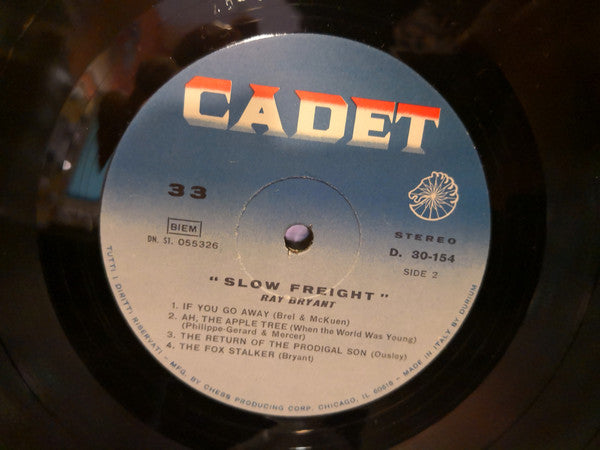 CADET
33
BIEM
DN. SI. 055326
STEREO
D. 30-154
SIDE 2
" SLOW FREIGHT "
RAY BRYANT
1. IF YOU GO AWAY (Brel & McKuen)
2. AH, THE APPLE TREE (When the World Was Young)
(Philippe-Gerard & Mercer)
3. THE RETURN OF THE PRODIGAL SON (Ousley)
4. THE FOX STALKER (Bryant)
TUTTI I DIRITTI RISERVATI - MFG. BY CHESS PRODUCING CORP. CHICAGO, IL 60616 - MADE IN ITALY BY DURIUM